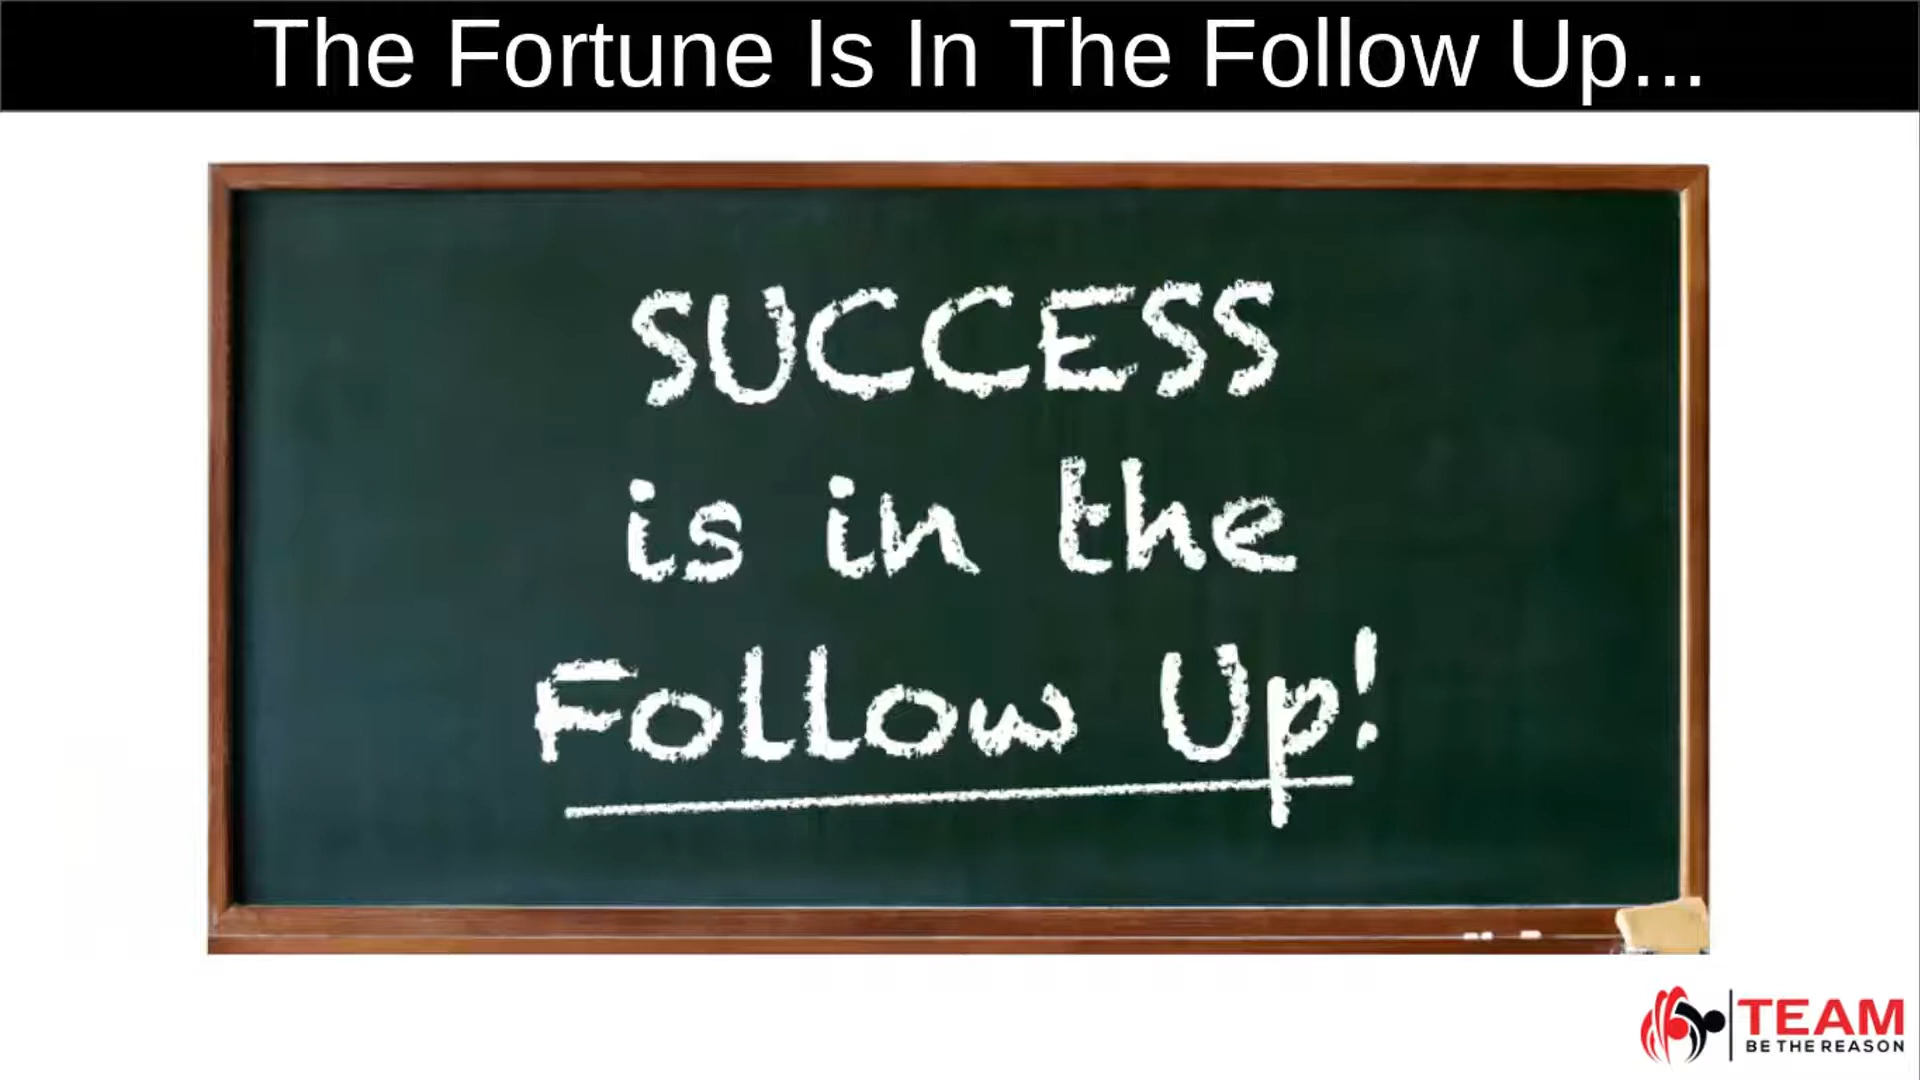 The Fortune Is In The Follow Up...
SUCCESS
is in the
Follow Up!
TEAM
BE THE REASON